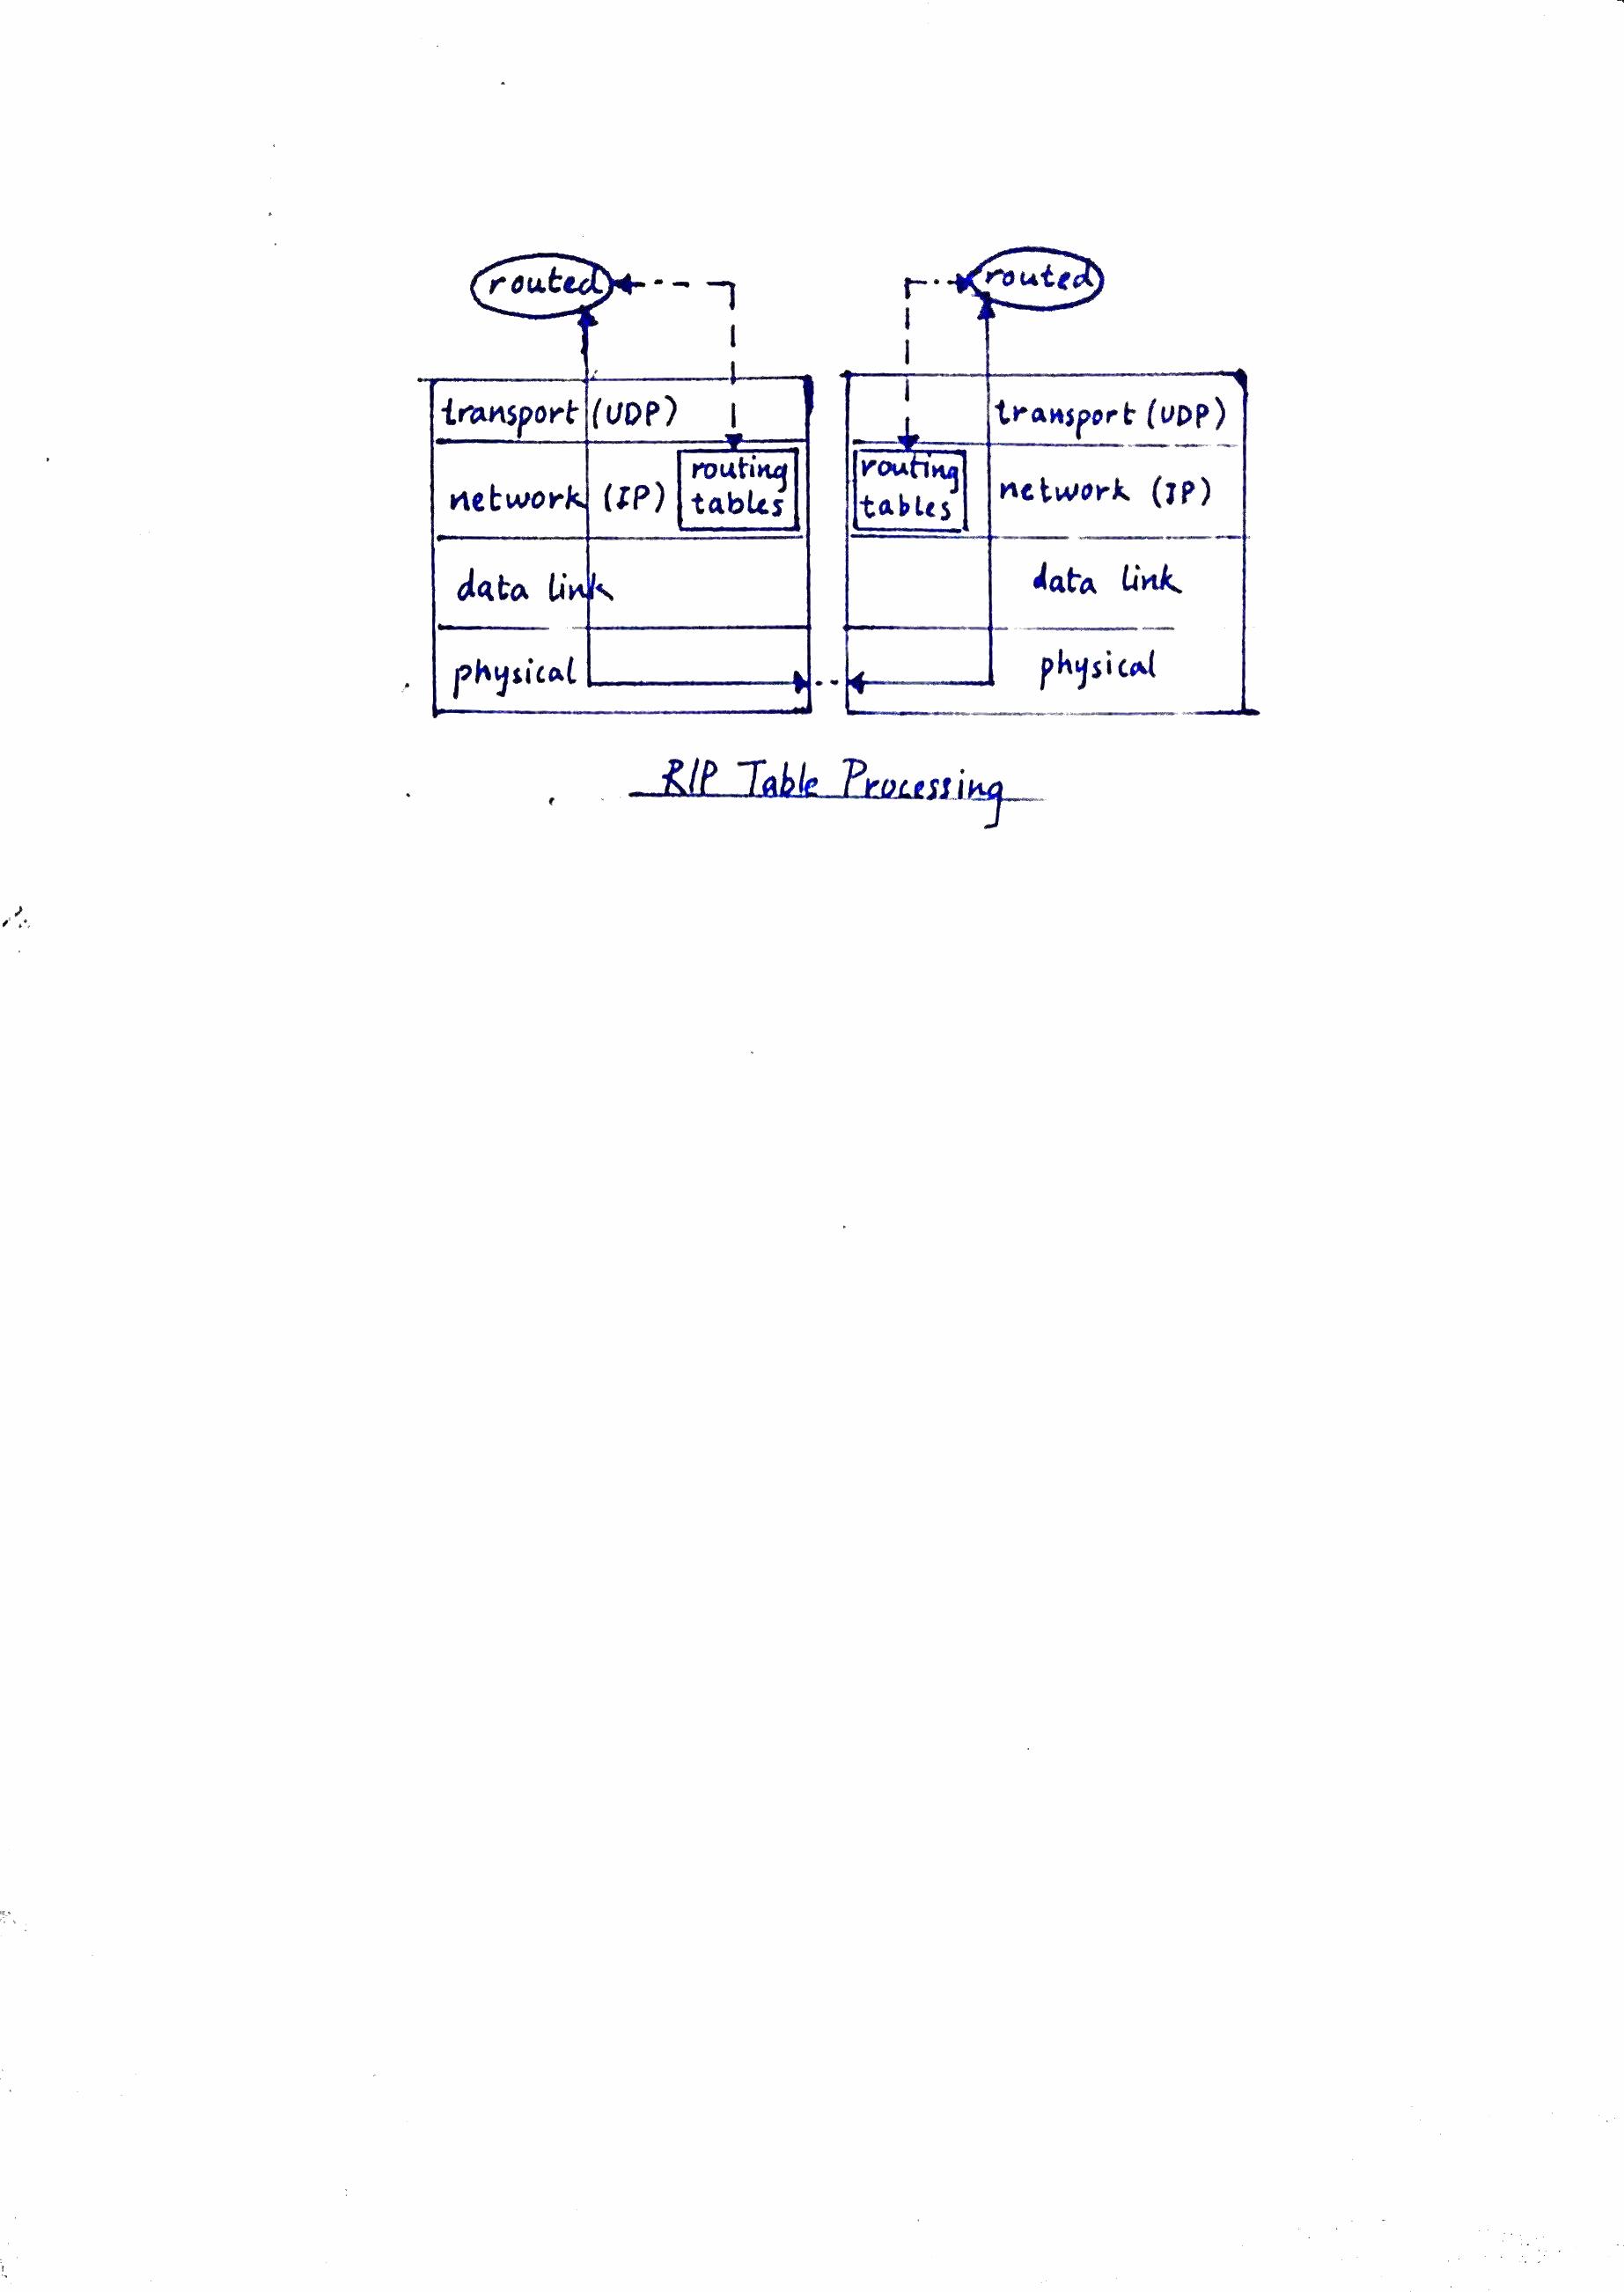 routed
routed
transport (UDP)
transport (UDP)
network (IP)
routing
tables
routing
tables
network (IP)
data link
data link
physical
physical
RIP Table Processing